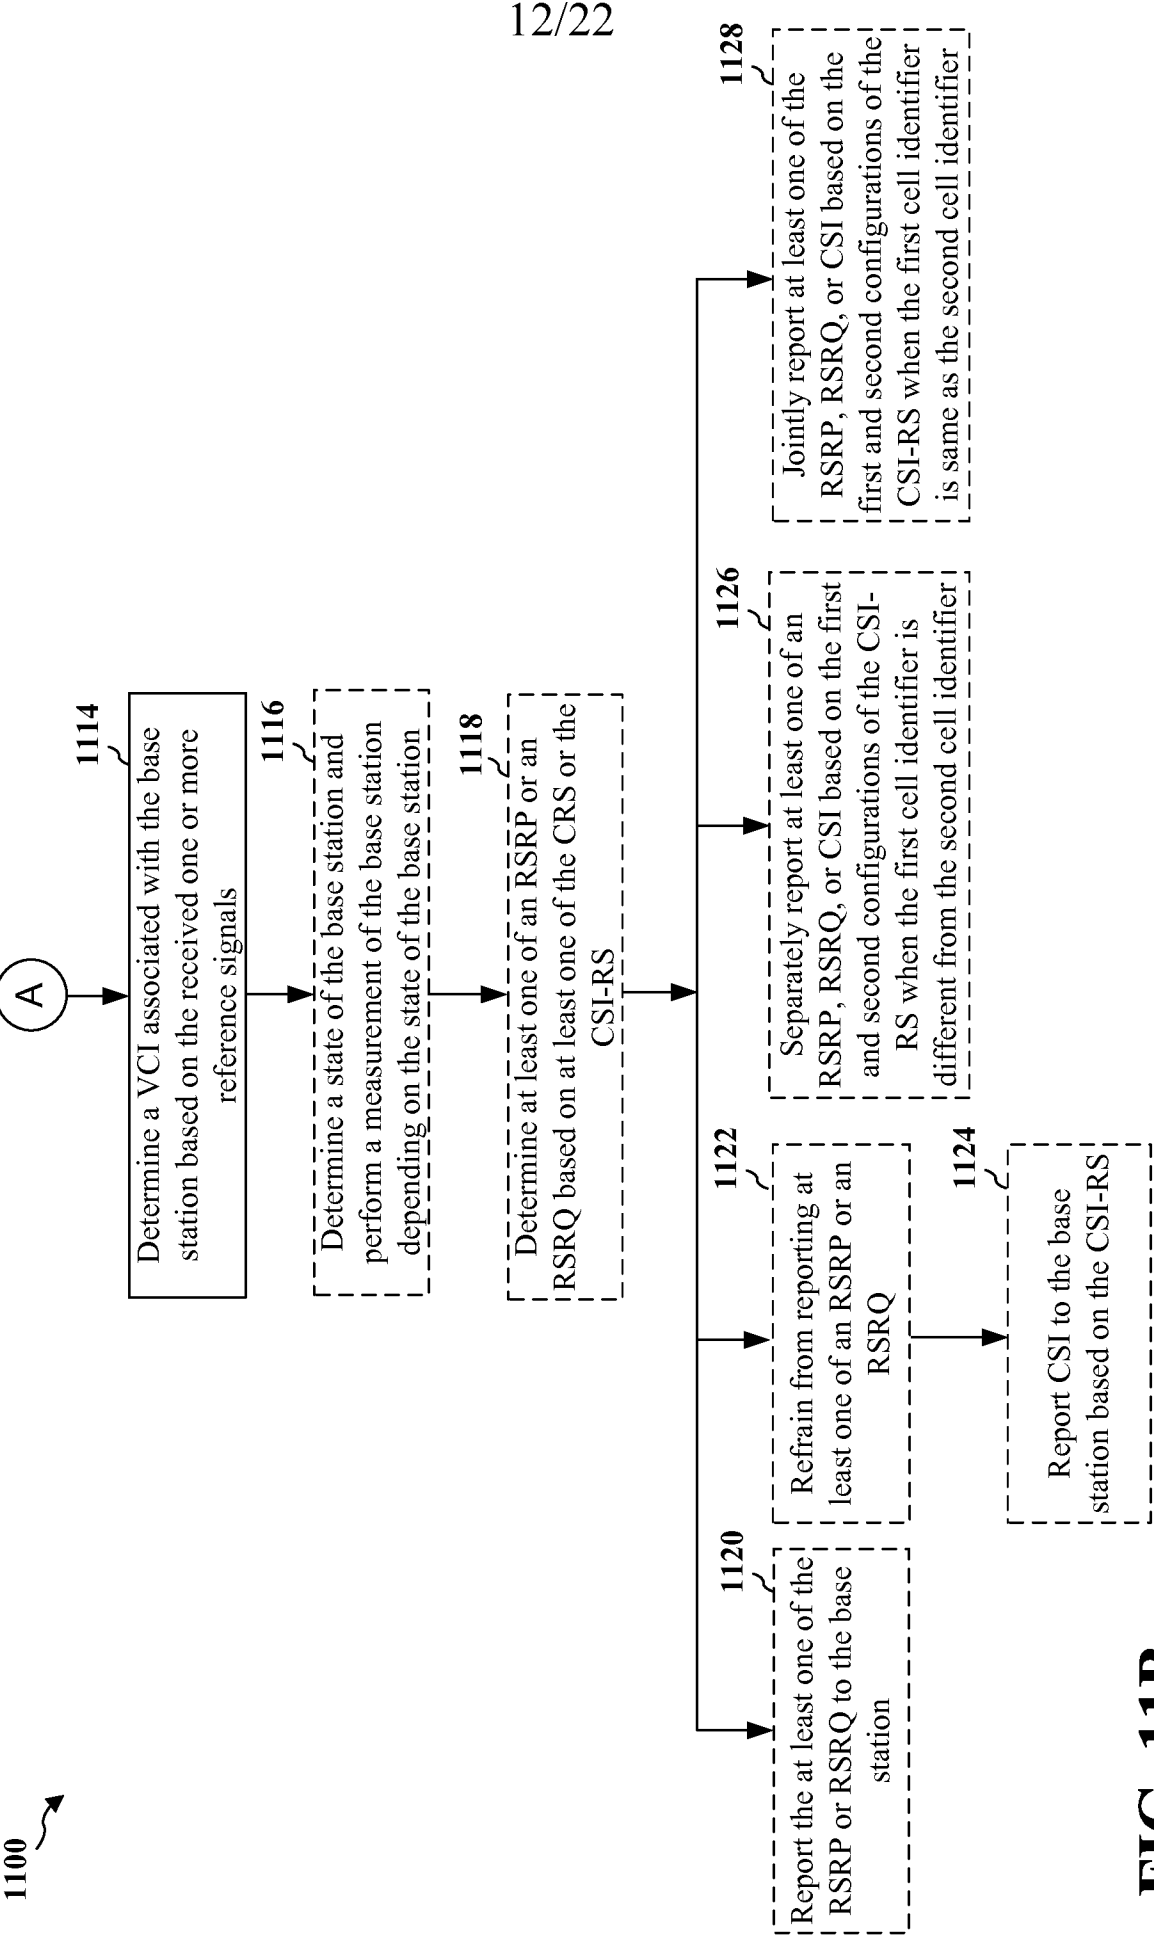 12/22
1100
A
1114
Determine a VCI associated with the base
station based on the received one or more
reference signals
1116
Determine a state of the base station and
perform a measurement of the base station
depending on the state of the base station
1118
Determine at least one of an RSRP or an
RSRQ based on at least one of the CRS or the
CSI-RS
1120
Report the at least one of the
RSRP or RSRQ to the base
station
1122
Refrain from reporting at
least one of an RSRP or an
RSRQ
1124
Report CSI to the base
station based on the CSI-RS
1126
Separately report at least one of an
RSRP, RSRQ, or CSI based on the first
and second configurations of the CSI-
RS when the first cell identifier is
different from the second cell identifier
1128
Jointly report at least one of the
RSRP, RSRQ, or CSI based on the
first and second configurations of the
CSI-RS when the first cell identifier
is same as the second cell identifier
FIG. 11B